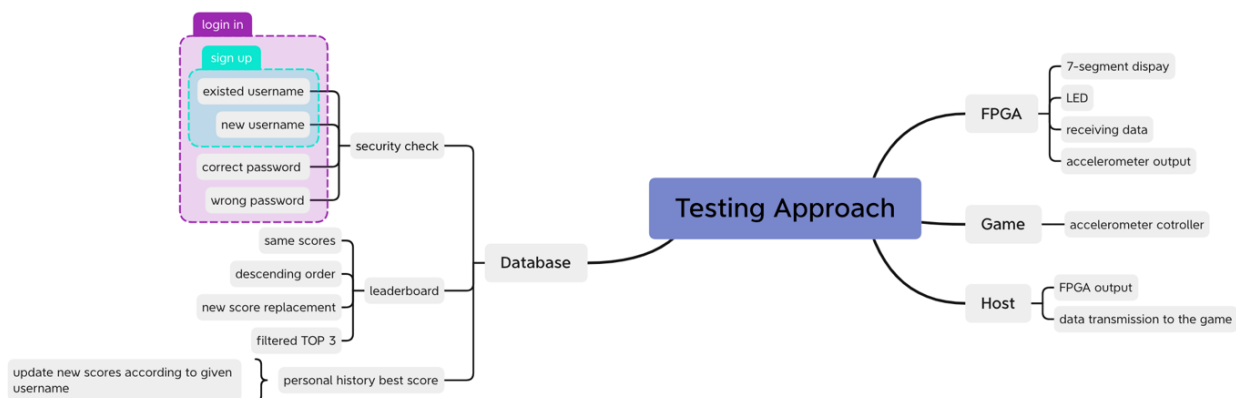 login in
sign up
existed username
new username
correct password
wrong password
security check
same scores
descending order
new score replacement
filtered TOP 3
leaderboard
update new scores according to given
username
personal history best score
Database
Testing Approach
FPGA
7-segment dispay
LED
receiving data
accelerometer output
Game
accelerometer cotroller
Host
FPGA output
data transmission to the game